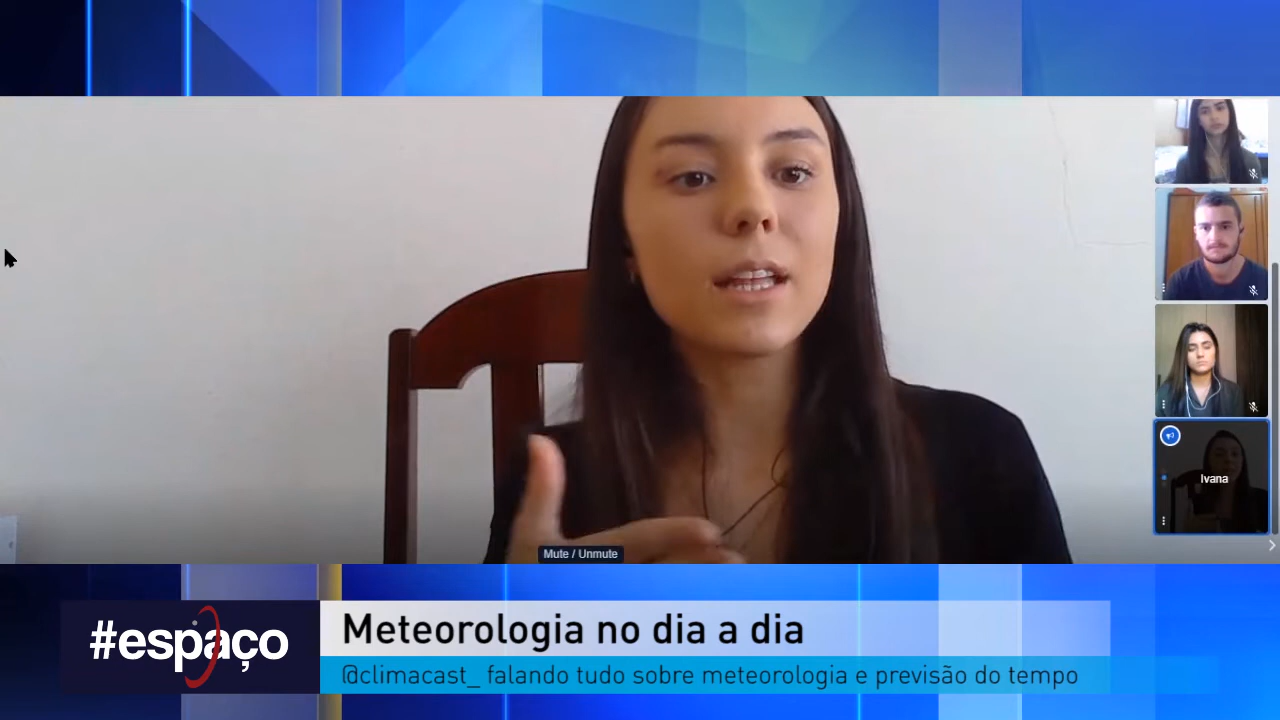 Ivana
Mute / Unmute
#espaço
Meteorologia no dia a dia
@climacast_ falando tudo sobre meteorologia e previsão do tempo